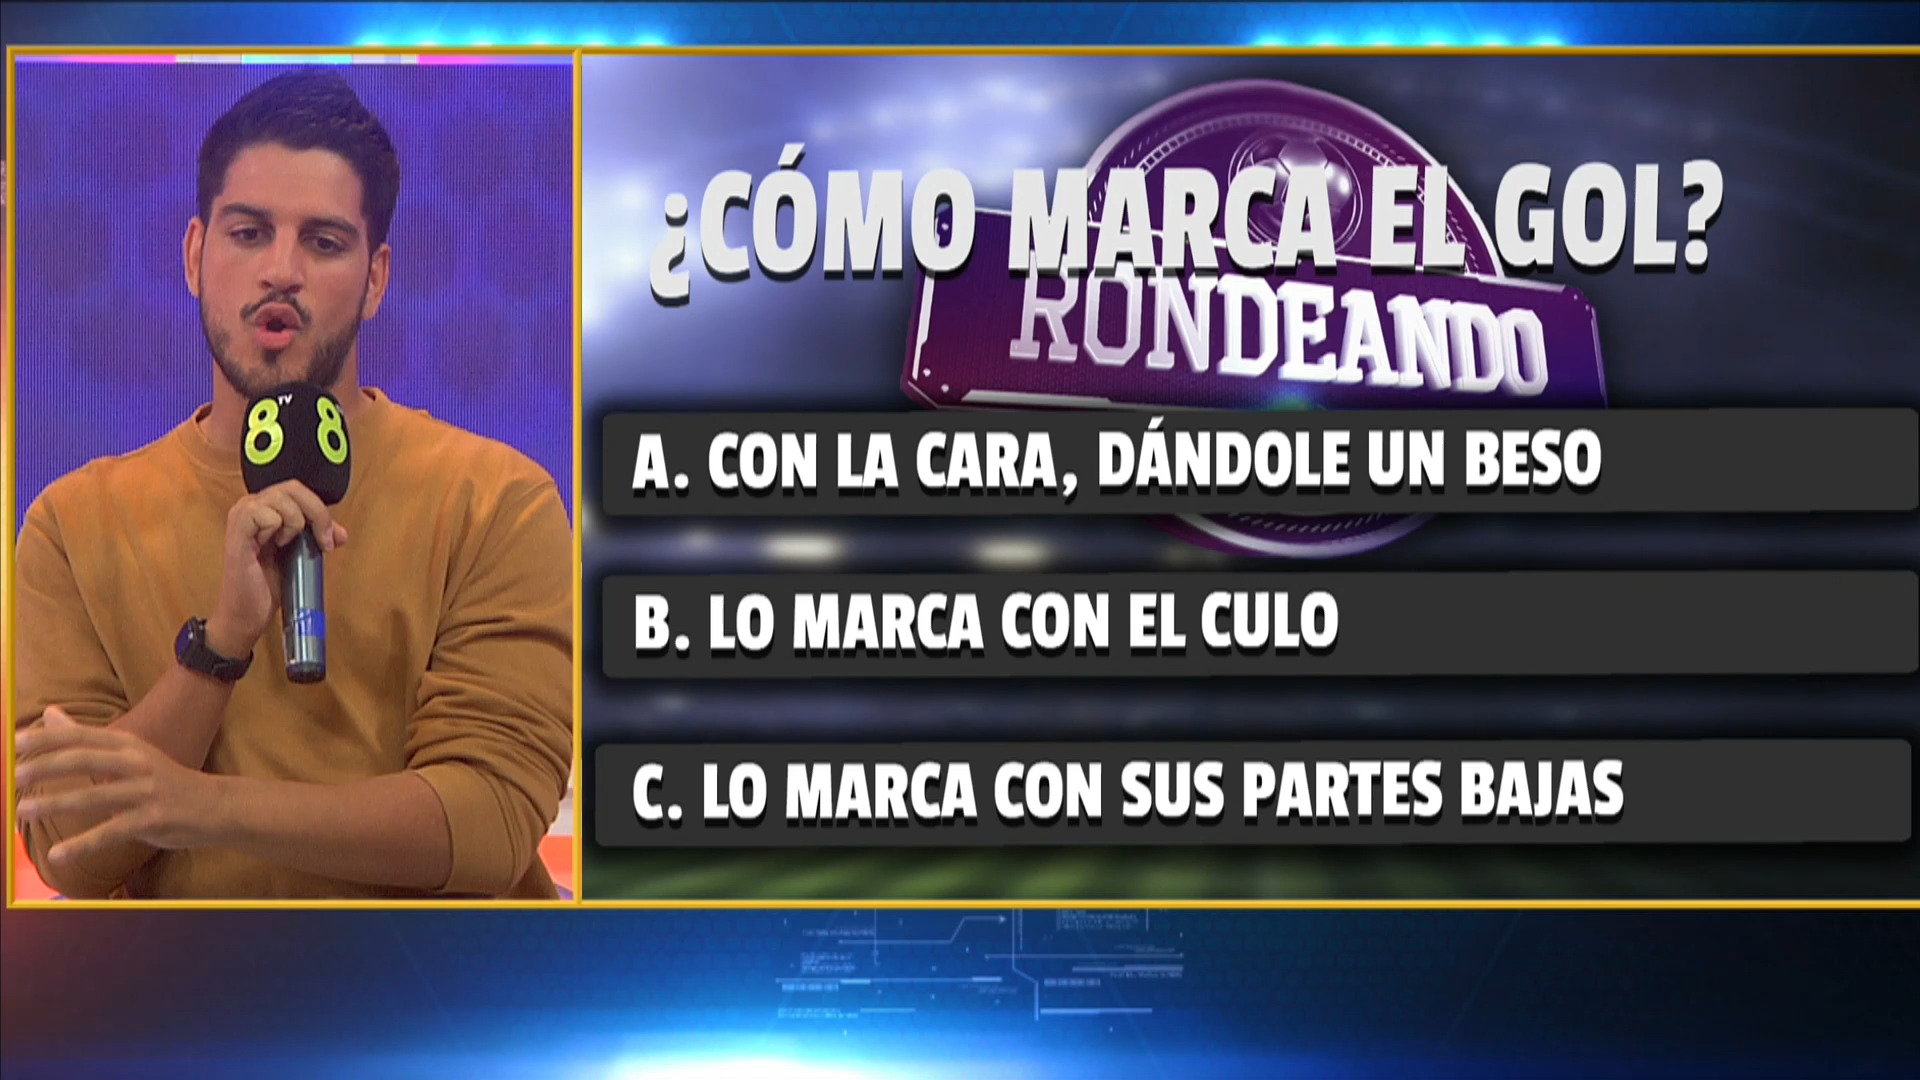 ¿CÓMO MARCA EL GOL?
RONDEANDO
A. CON LA CARA, DÁNDOLE UN BESO
B. LO MARCA CON EL CULO
C. LO MARCA CON SUS PARTES BAJAS
8 TV 8